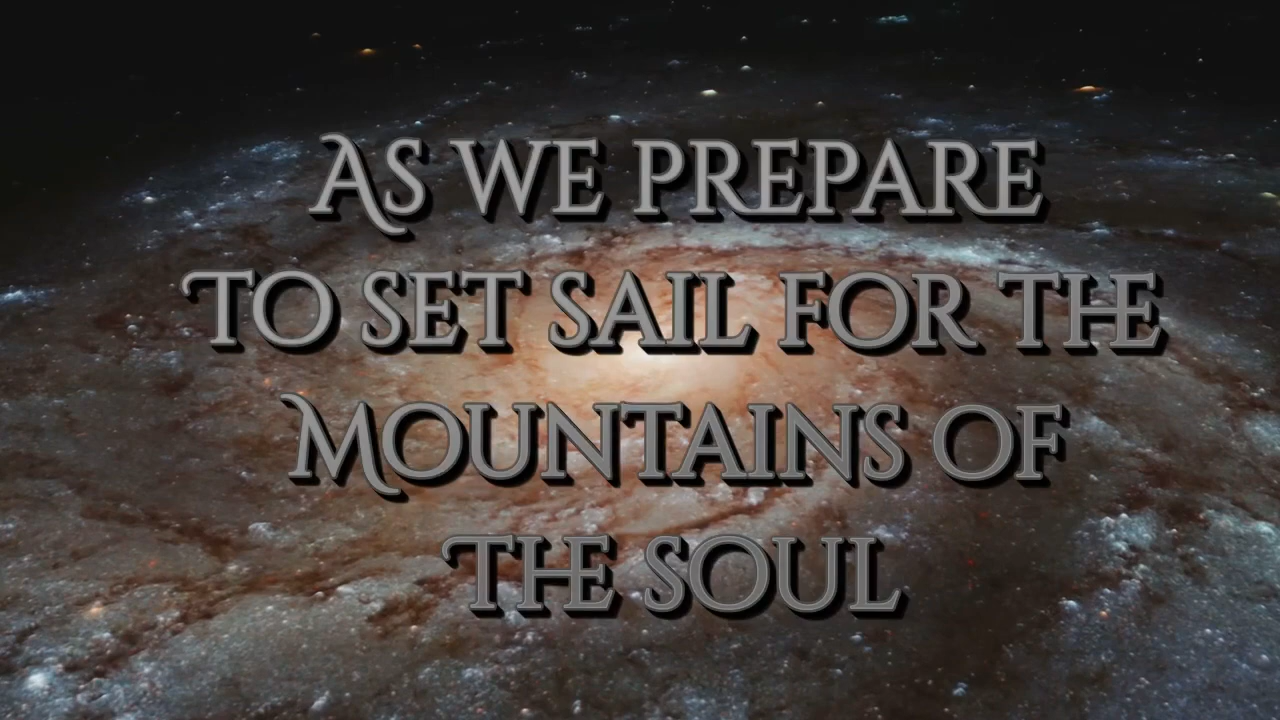 As we prepare
To set sail for the
Mountains of
The soul